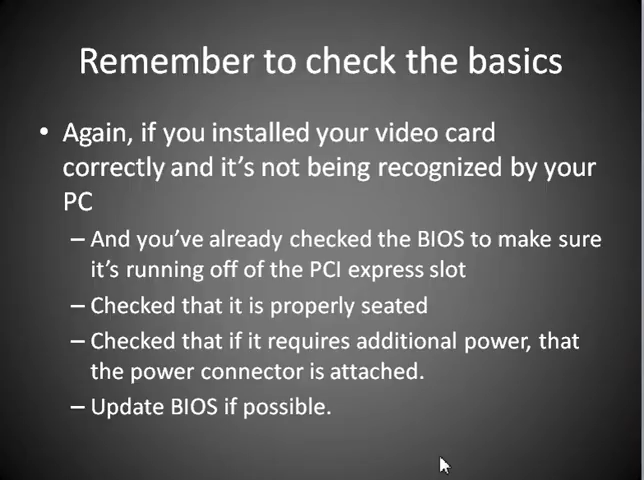 Remember to check the basics
• Again, if you installed your video card
correctly and it's not being recognized by your
PC
– And you've already checked the BIOS to make sure
it's running off of the PCI express slot
– Checked that it is properly seated
– Checked that if it requires additional power, that
the power connector is attached.
– Update BIOS if possible.